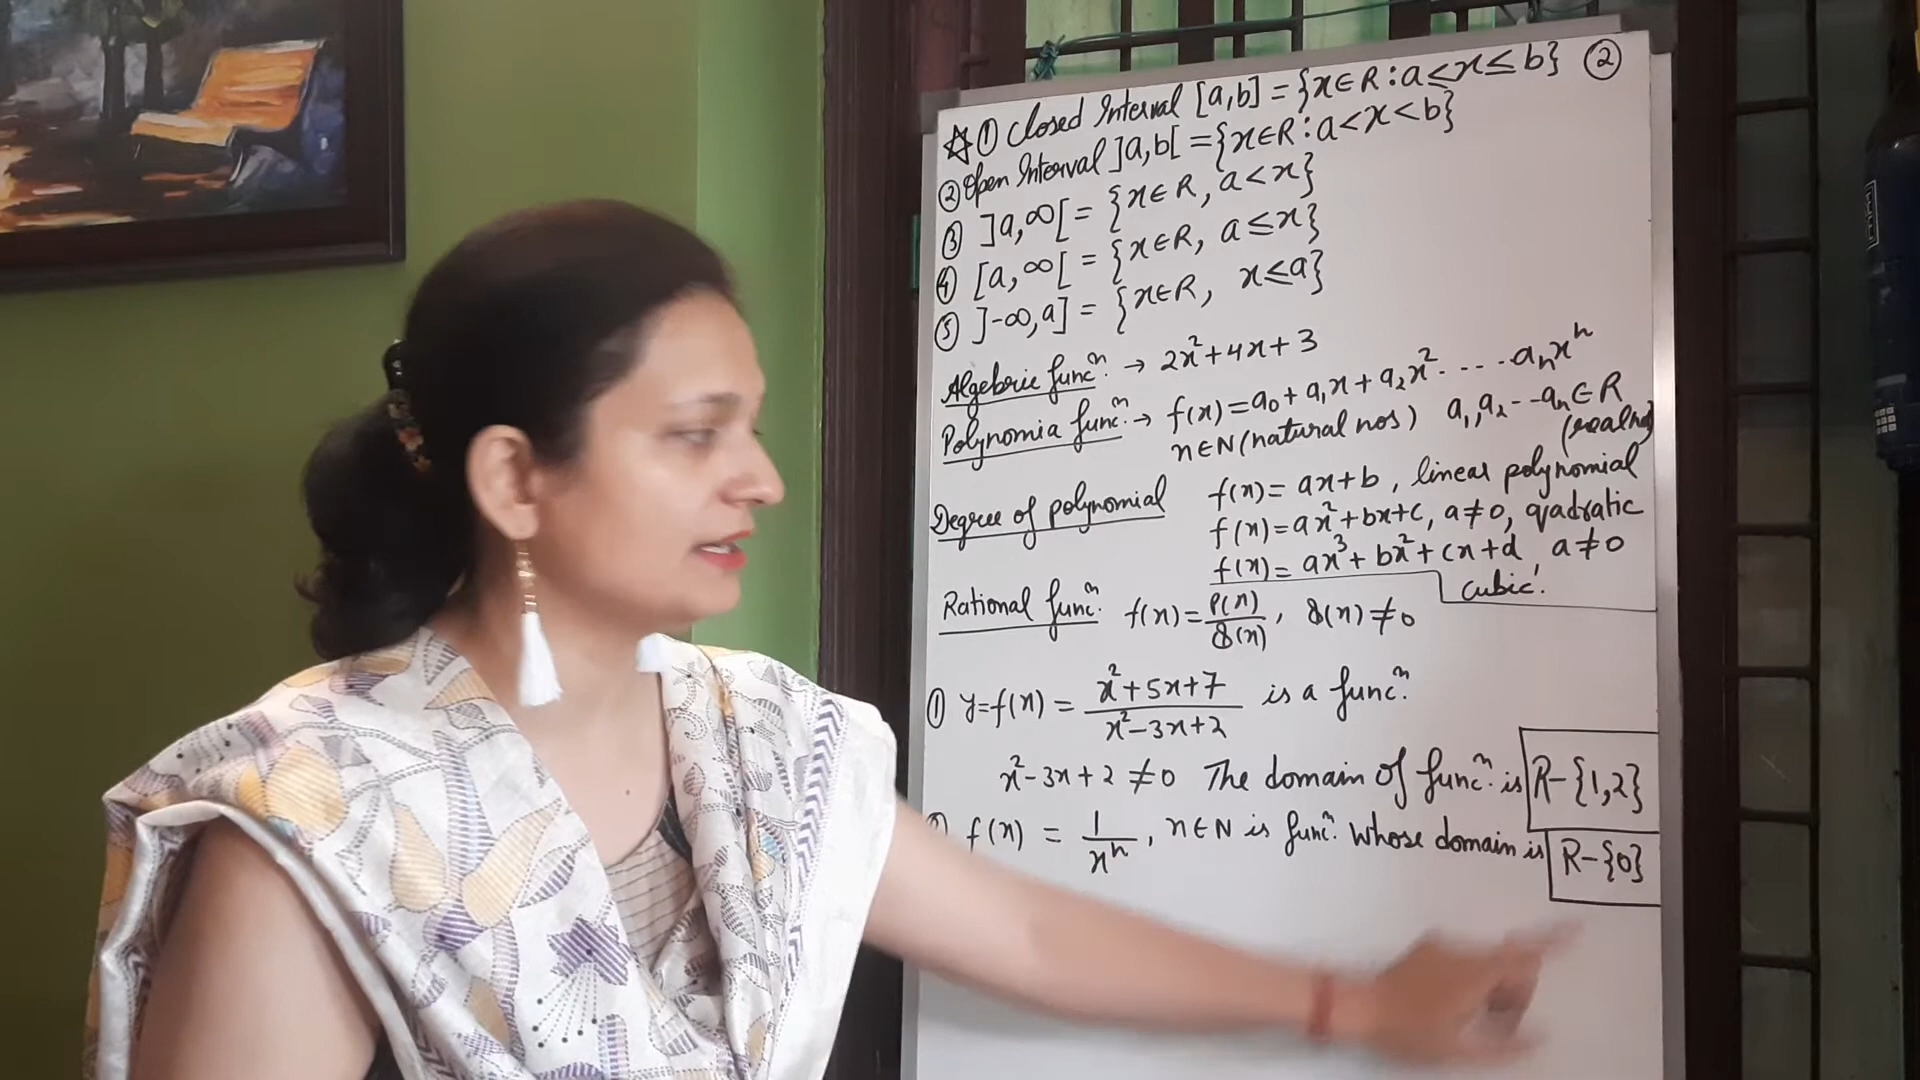 ☆ ① Closed Interval [a,b] = {x∈R : a<x≤b} ②
② Open Interval ]a,b[ = {x∈R : a<x<b}
③ ]a,∞[ = {x∈R, a<x}
④ [a,∞[ = {x∈R, a≤x}
⑤ ]-∞,a] = {x∈R, x≤a}
Algebric funcⁿ. → 2x²+4x+3
Polynomia funcⁿ. → f(x)=a₀+a₁x+a₂x²....aₙxⁿ
n∈N (natural nos) a₁,a₂--aₙ∈R
Degree of polynomial f(x)= ax+b, linear polynomial
f(x)=ax²+bx+c, a≠0, quadratic
f(x)= ax³+bx²+cx+d, a≠0
cubic.
Rational funcⁿ. f(x)=P(x)/Q(x), Q(x)≠0
① y=f(x) = x²+5x+7/x²-3x+2 is a funcⁿ.
x²-3x+2≠0 The domain of funcⁿ. is R-{1,2}
f(x) = 1/xⁿ, n∈N is funcⁿ. whose domain is R-{0}